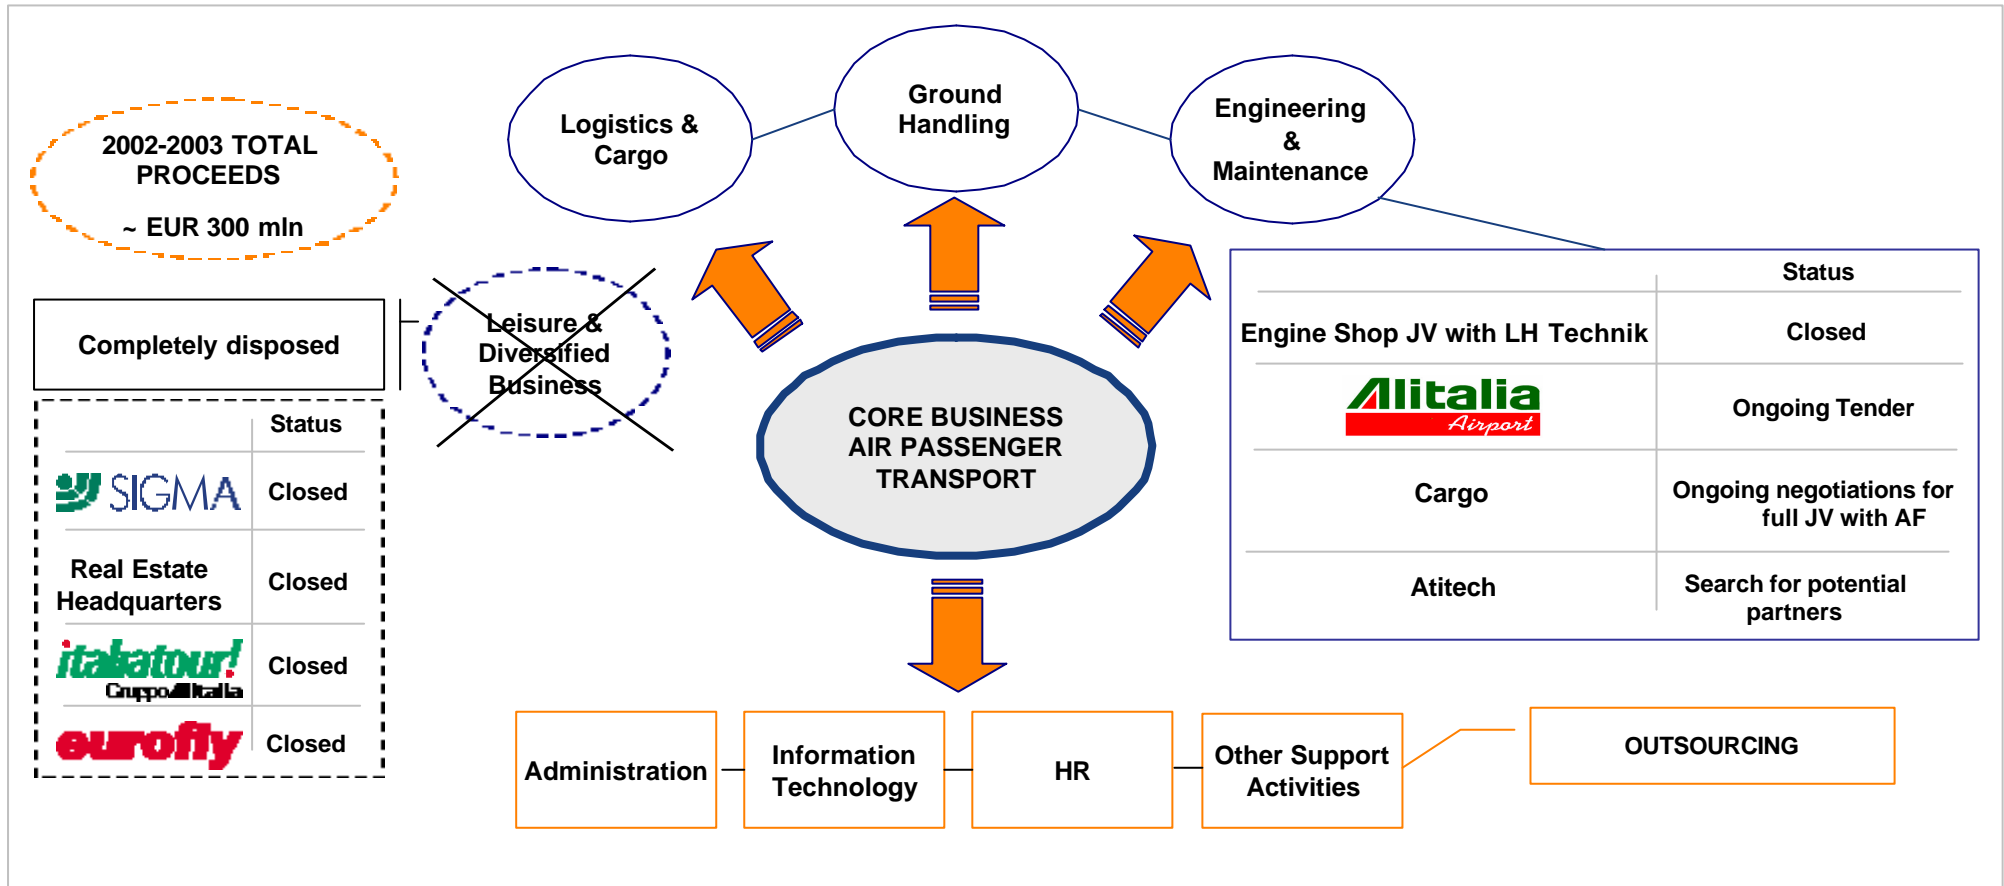 2002-2003 TOTAL
PROCEEDS
~ EUR 300 mln
Logistics &
Cargo
Ground
Handling
Engineering
&
Maintenance
Completely disposed
Leisure &
Diversified
Business
Status
SIGMA
Closed
Real Estate
Headquarters
Closed
italiatour!
Gruppo Alitalia
Closed
eurofly
Closed
CORE BUSINESS
AIR PASSENGER
TRANSPORT
Status
Engine Shop JV with LH Technik
Closed
Alitalia
Airport
Ongoing Tender
Cargo
Ongoing negotiations for
full JV with AF
Atitech
Search for potential
partners
Administration
Information
Technology
HR
Other Support
Activities
OUTSOURCING